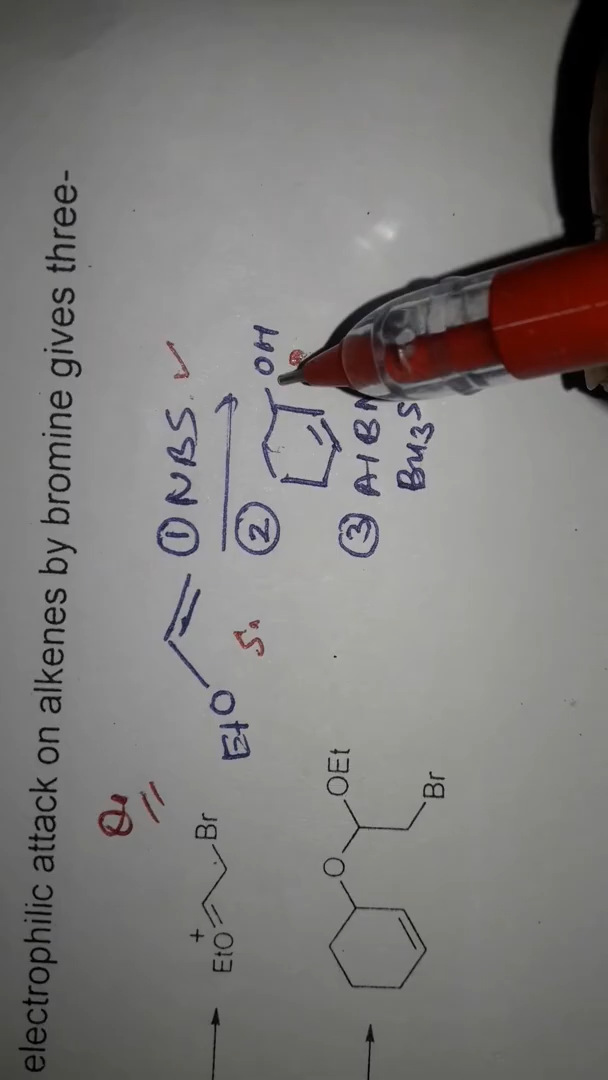 electrophilic attack on alkenes by bromine gives three-
EtO
① NBS.
②
OH
③ AIB
Bu3S
EtO + Br
O OEt
Br